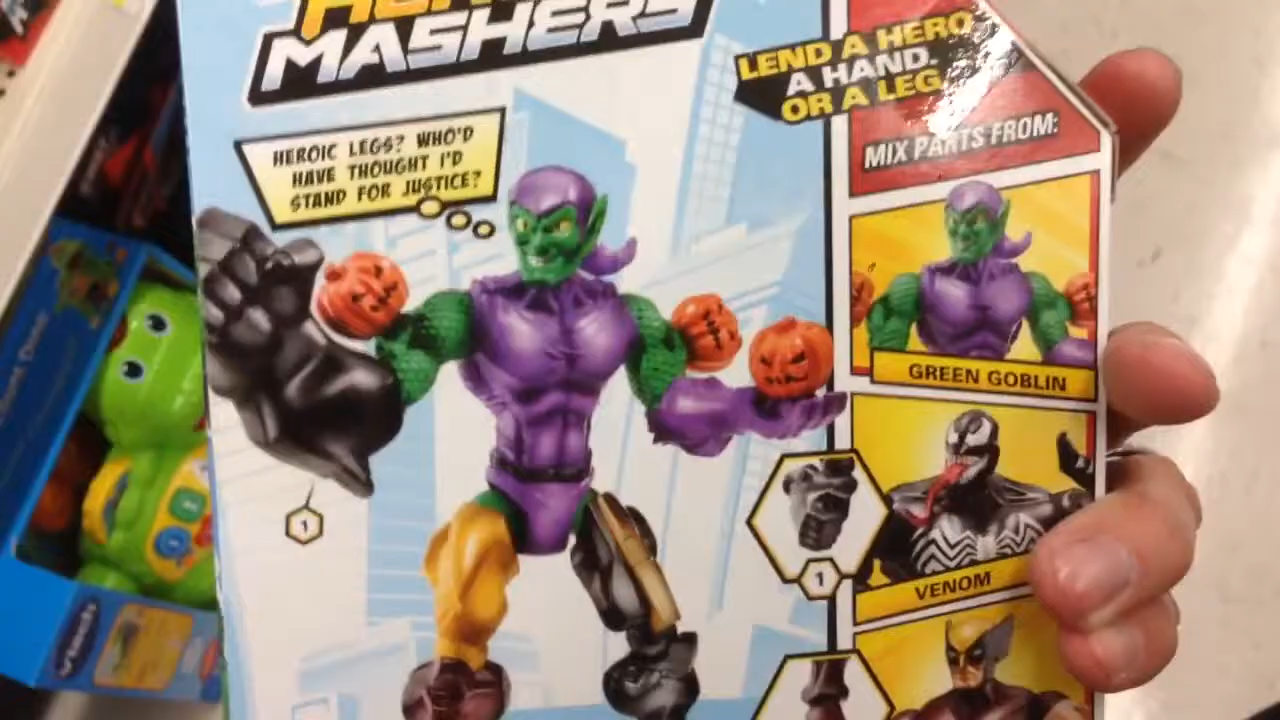 MASHERS
LEND A HERO
A HAND.
OR A LEG
MIX PARTS FROM:
HEROIC LEGS? WHO'D
HAVE THOUGHT I'D
STAND FOR JUSTICE?
GREEN GOBLIN
1
1
VENOM
vtech